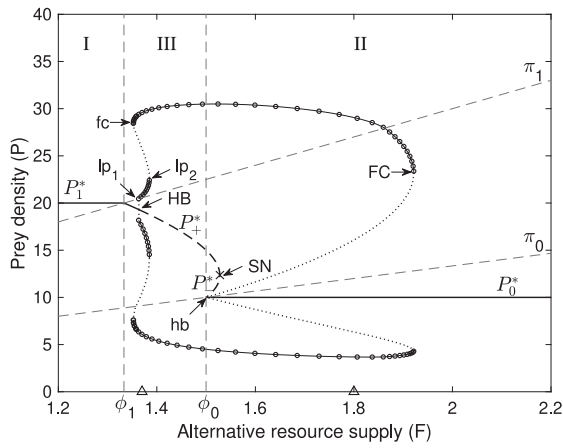 I III II
40
35
30
25
20
15
10
5
0
Prey density (P)
π₁
fc
lp₁
lp₂
FC
P₁*
HB
P₊*
π₀
SN
P₋*
P₀*
hb
1.2 ϕ₁ 1.4 ϕ₀ 1.6 1.8 2 2.2
Alternative resource supply (F)